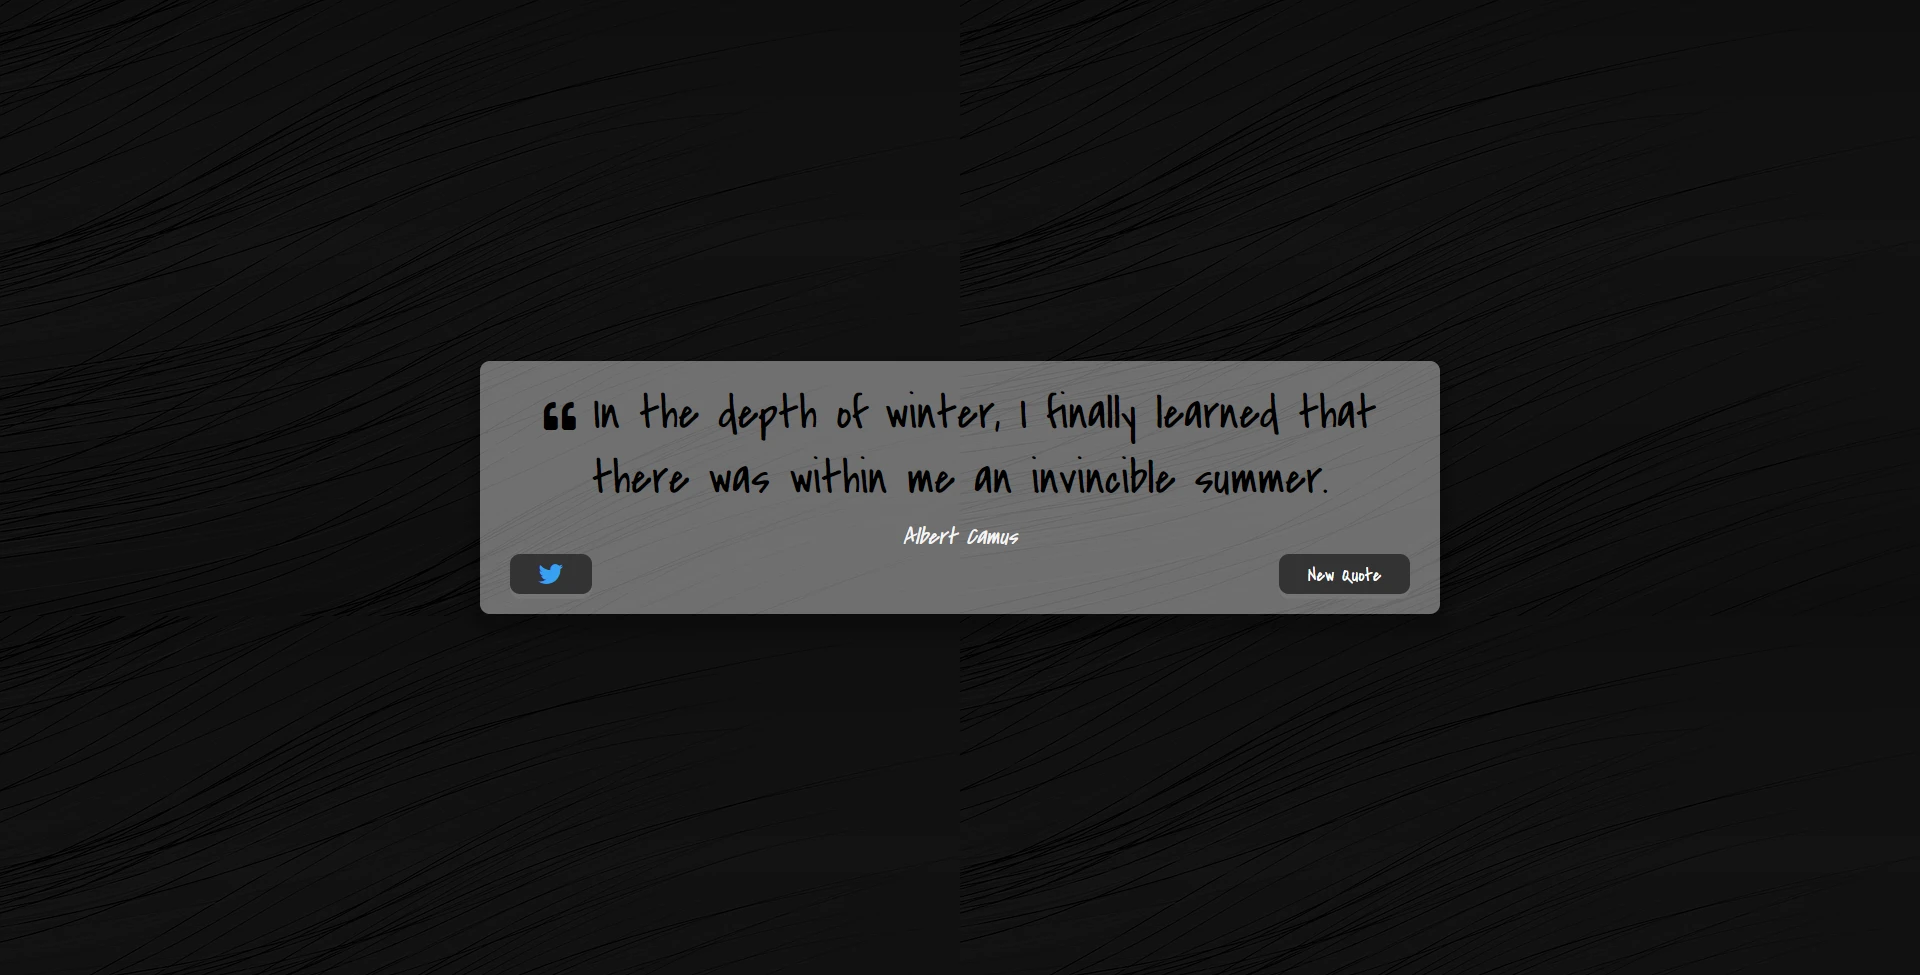 “ In the depth of winter, I finally learned that
there was within me an invincible summer.
Albert Camus
New Quote